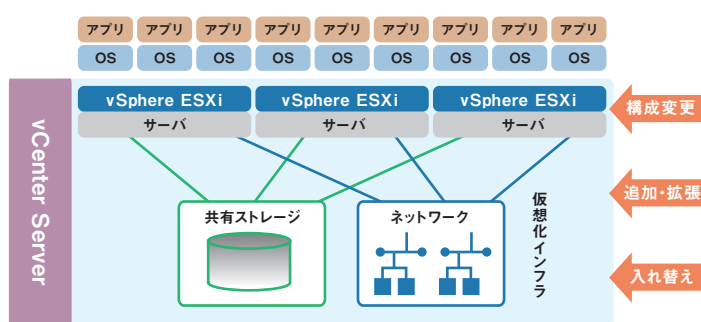 アプリ アプリ アプリ アプリ アプリ アプリ アプリ アプリ アプリ
OS OS OS OS OS OS OS OS OS
vCenter Server
vSphere ESXi vSphere ESXi vSphere ESXi
サーバ サーバ サーバ
構成変更
追加・拡張
入れ替え
共有ストレージ
ネットワーク
仮想化インフラ